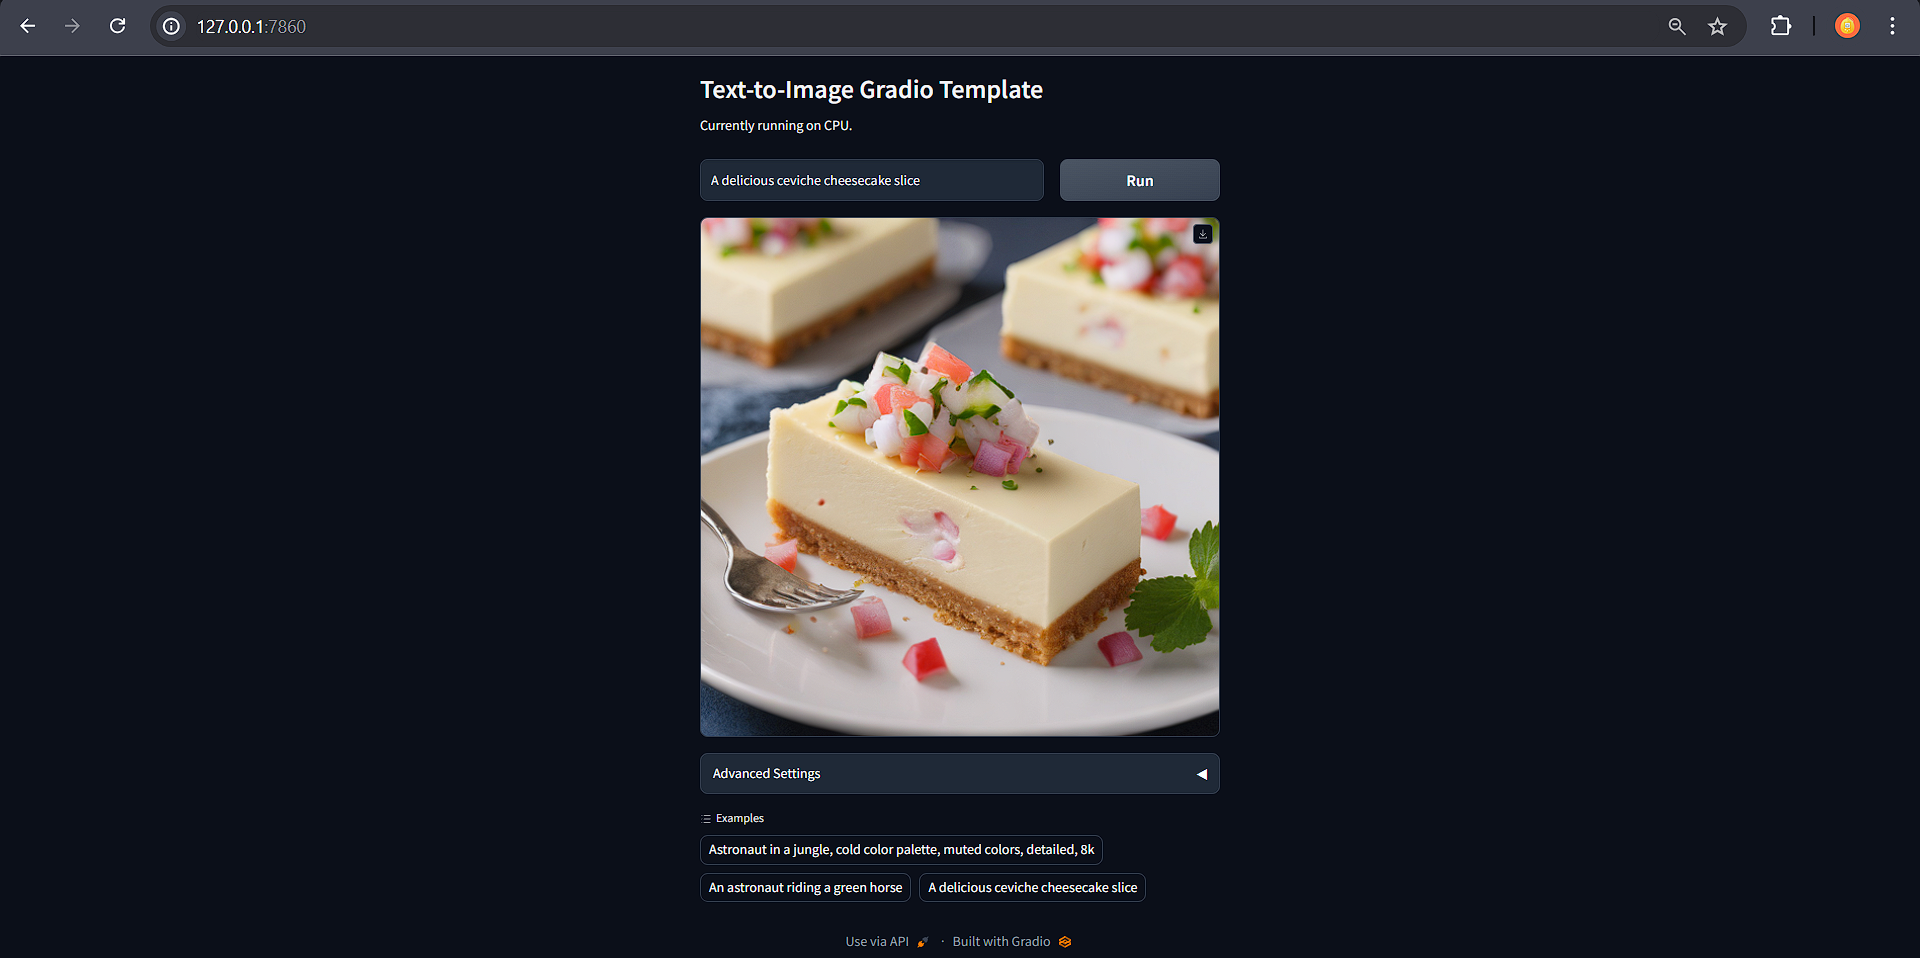 127.0.0.1:7860
Text-to-Image Gradio Template
Currently running on CPU.
A delicious ceviche cheesecake slice
Run
Advanced Settings
Examples
Astronaut in a jungle, cold color palette, muted colors, detailed, 8k
An astronaut riding a green horse
A delicious ceviche cheesecake slice
Use via API · Built with Gradio